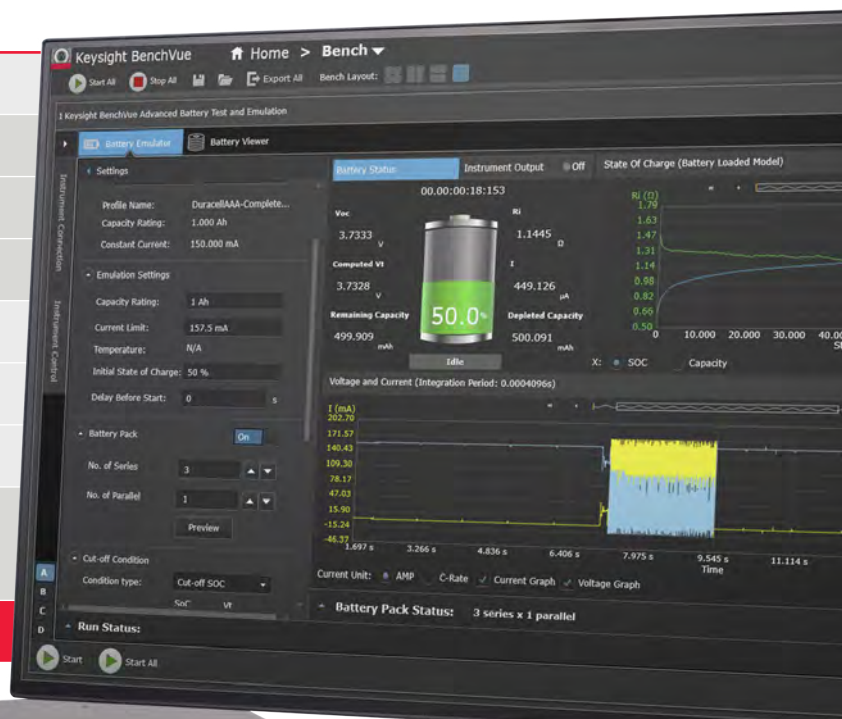 Keysight BenchVue Home > Bench
Start All Stop All Export All Bench Layout:
1 Keysight BenchVue Advanced Battery Test and Emulation
Battery Emulator Battery Viewer
Instrument Connection
Instrument Control
Settings
Profile Name: DuracellAAA-Complete...
Capacity Rating: 1.000 Ah
Constant Current: 150.000 mA
Emulation Settings
Capacity Rating: 1 Ah
Current Limit: 157.5 mA
Temperature: N/A
Initial State of Charge: 50 %
Delay Before Start: 0 s
Battery Pack On
No. of Series 3
No. of Parallel 1
Preview
Cut-off Condition
Condition type: Cut-off SOC
SoC Vt
A
B
C
D
Run Status:
Start Start All
Battery Status Instrument Output Off
00.00:00:18:153
Voc Ri
3.7333 V 1.1445 Ω
Computed Vt I
3.7328 V 449.126 µA
Remaining Capacity 50.0% Depleted Capacity
499.909 mAh 500.091 mAh
Idle
State Of Charge (Battery Loaded Model)
Ri (Ω)
1.79
1.63
1.47
1.31
1.14
0.98
0.82
0.66
0.50
0 10.000 20.000 30.000 40.00
St
X: SOC Capacity
Voltage and Current (Integration Period: 0.0004096s)
I (mA)
202.70
171.57
140.43
109.30
78.17
47.03
15.90
-15.24
-46.37
1.697 s 3.266 s 4.836 s 6.406 s 7.975 s 9.545 s 11.114 s
Time
Current Unit: AMP C-Rate Current Graph Voltage Graph
Battery Pack Status: 3 series x 1 parallel